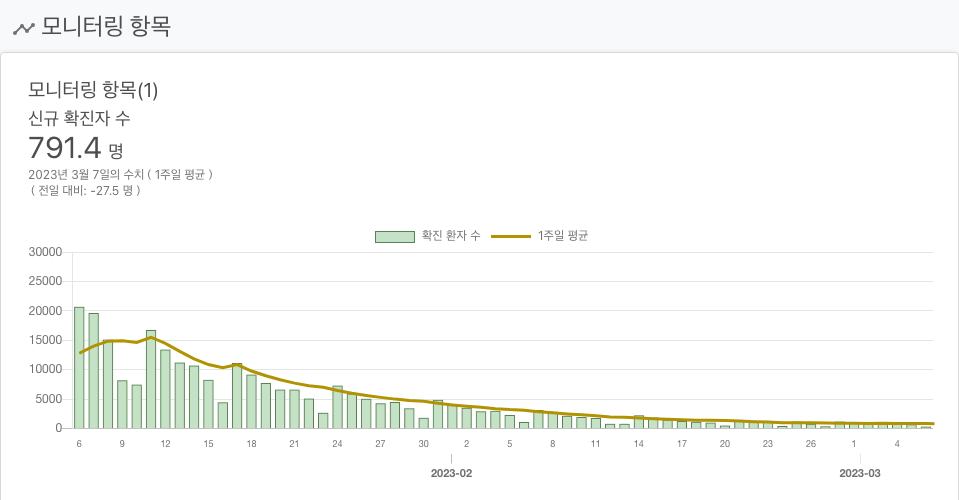 모니터링 항목
모니터링 항목(1)
신규 확진자 수
791.4 명
2023년 3월 7일의 수치 ( 1주일 평균 )
( 전일 대비: -27.5 명 )
확진 환자 수 1주일 평균
30000
25000
20000
15000
10000
5000
0
6 9 12 15 18 21 24 27 30 2 5 8 11 14 17 20 23 26 1 4
2023-02 2023-03